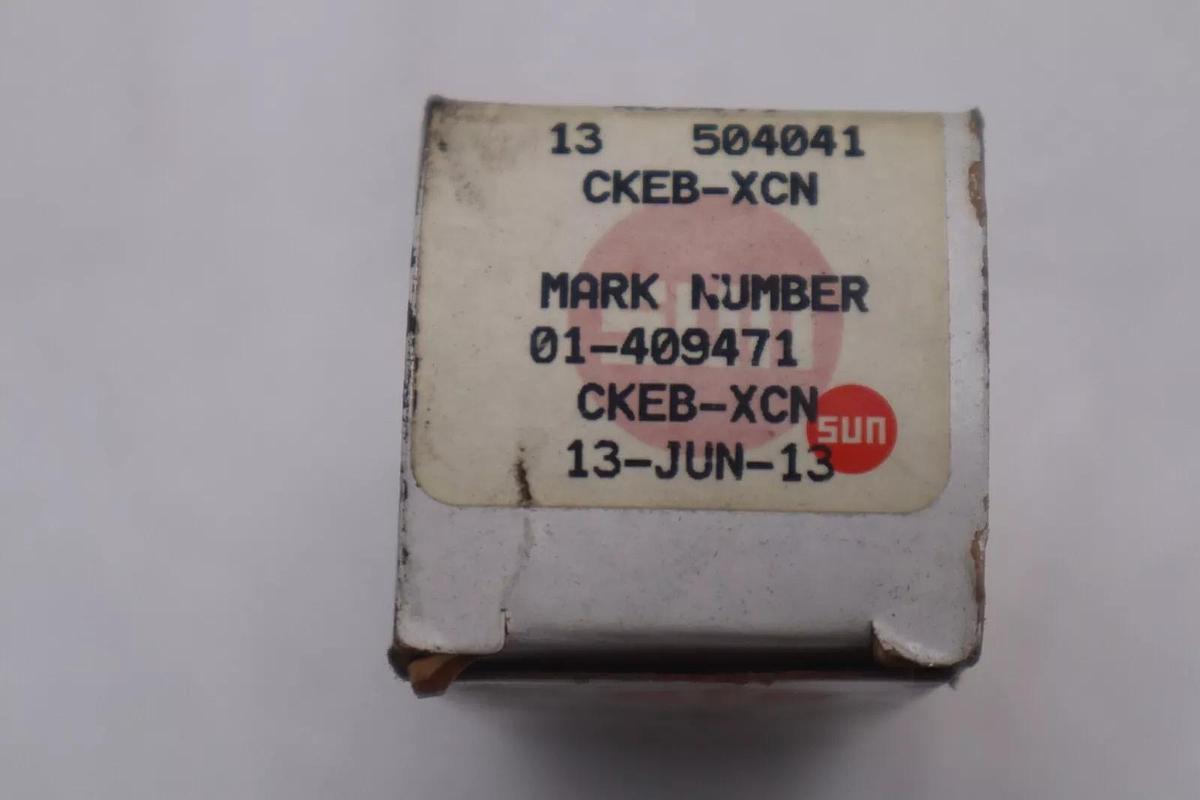 13 504041
CKEB-XCN
MARK NUMBER
01-409471
CKEB-XCN
sun
13-JUN-13